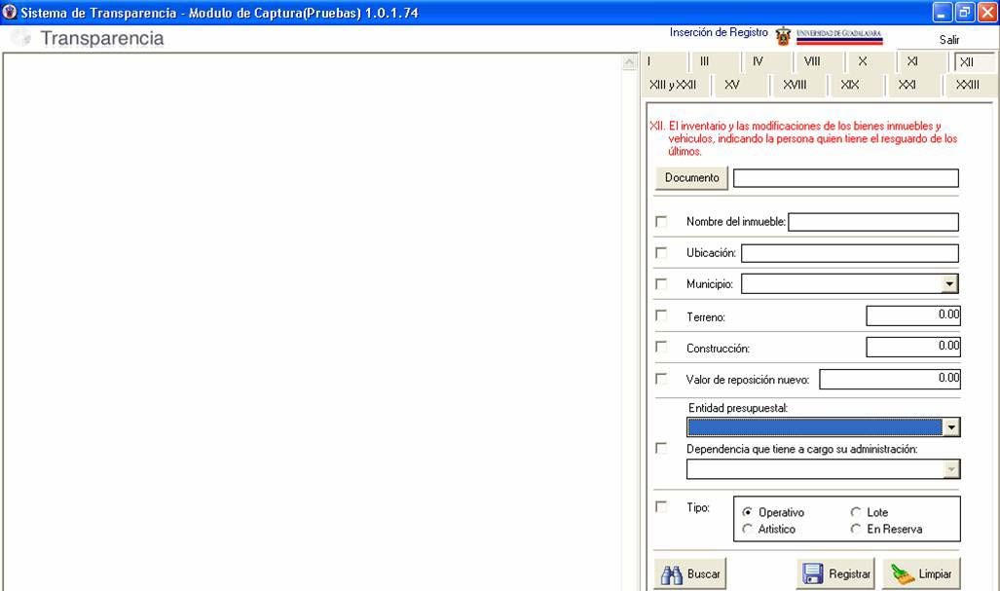 Sistema de Transparencia - Modulo de Captura(Pruebas) 1.0.1.74
Transparencia
Inserción de Registro
UNIVERSIDAD DE GUADALAJARA
Salir
I III IV VIII X XI XII
XIII y XXII XV XVIII XIX XXI XXIII
XII. El inventario y las modificaciones de los bienes inmuebles y
vehiculos, indicando la persona quien tiene el resguardo de los
últimos.
Documento
Nombre del inmueble:
Ubicación:
Municipio:
Terreno: 0.00
Construcción: 0.00
Valor de reposición nuevo: 0.00
Entidad presupuestal:
Dependencia que tiene a cargo su administración:
Tipo:
Operativo Lote
Artistico En Reserva
Buscar Registrar Limpiar